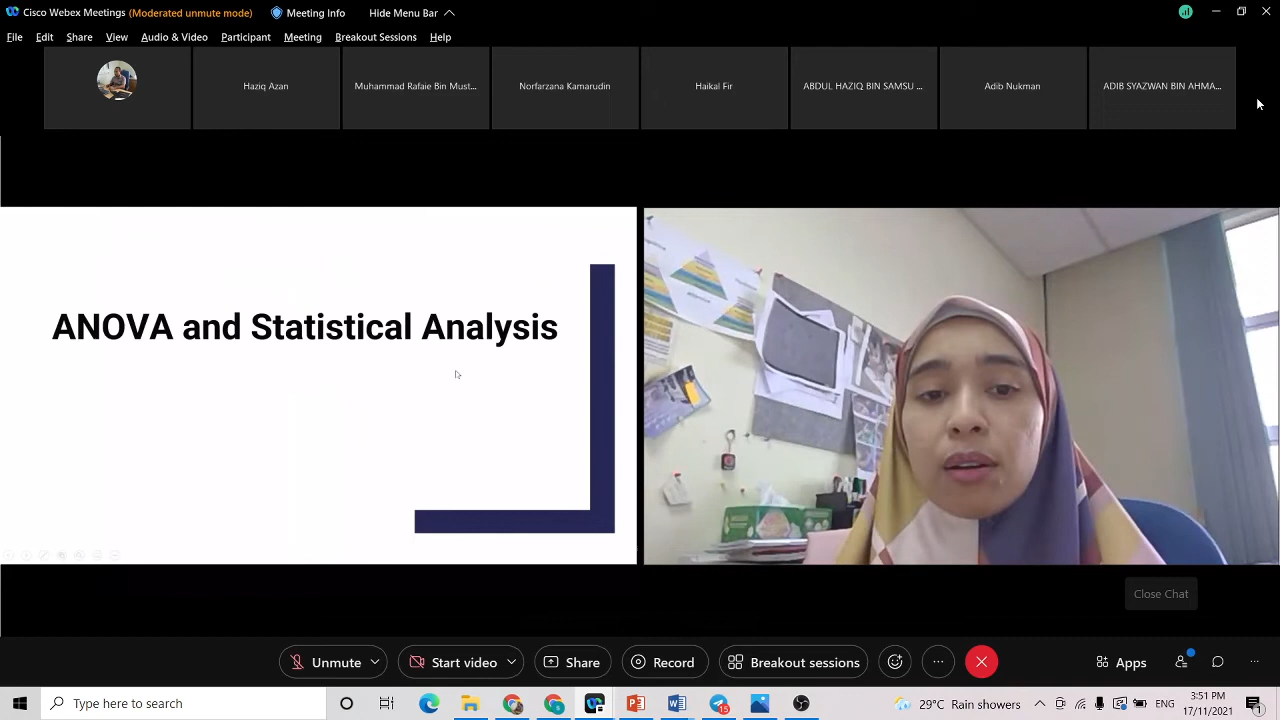 Cisco Webex Meetings (Moderated unmute mode) Meeting Info Hide Menu Bar
File Edit Share View Audio & Video Participant Meeting Breakout Sessions Help
Haziq Azan Muhammad Rafaie Bin Must... Norfarzana Kamarudin Haikal Fir ABDUL HAZIQ BIN SAMSU ... Adib Nukman ADIB SYAZWAN BIN AHMA...
ANOVA and Statistical Analysis
Close Chat
Unmute Start video Share Record Breakout sessions Apps
Type here to search 15 29°C Rain showers 3:51 PM
17/11/2021